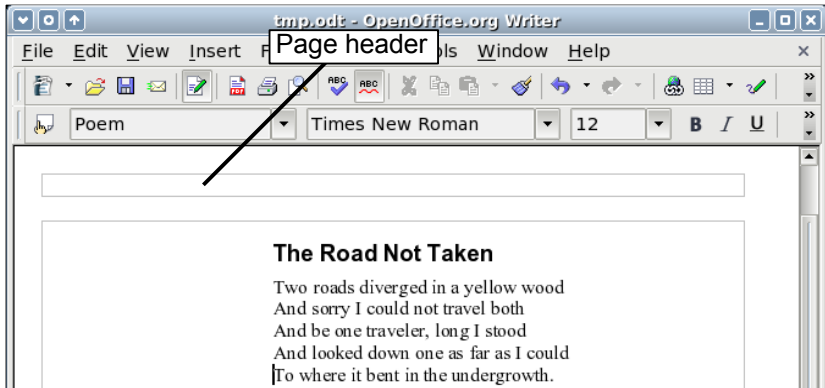 tmp.odt - OpenOffice.org Writer
File Edit View Insert F Page header ols Window Help
ABC ABC
Poem Times New Roman 12 B I U
The Road Not Taken
Two roads diverged in a yellow wood
And sorry I could not travel both
And be one traveler, long I stood
And looked down one as far as I could
To where it bent in the undergrowth.